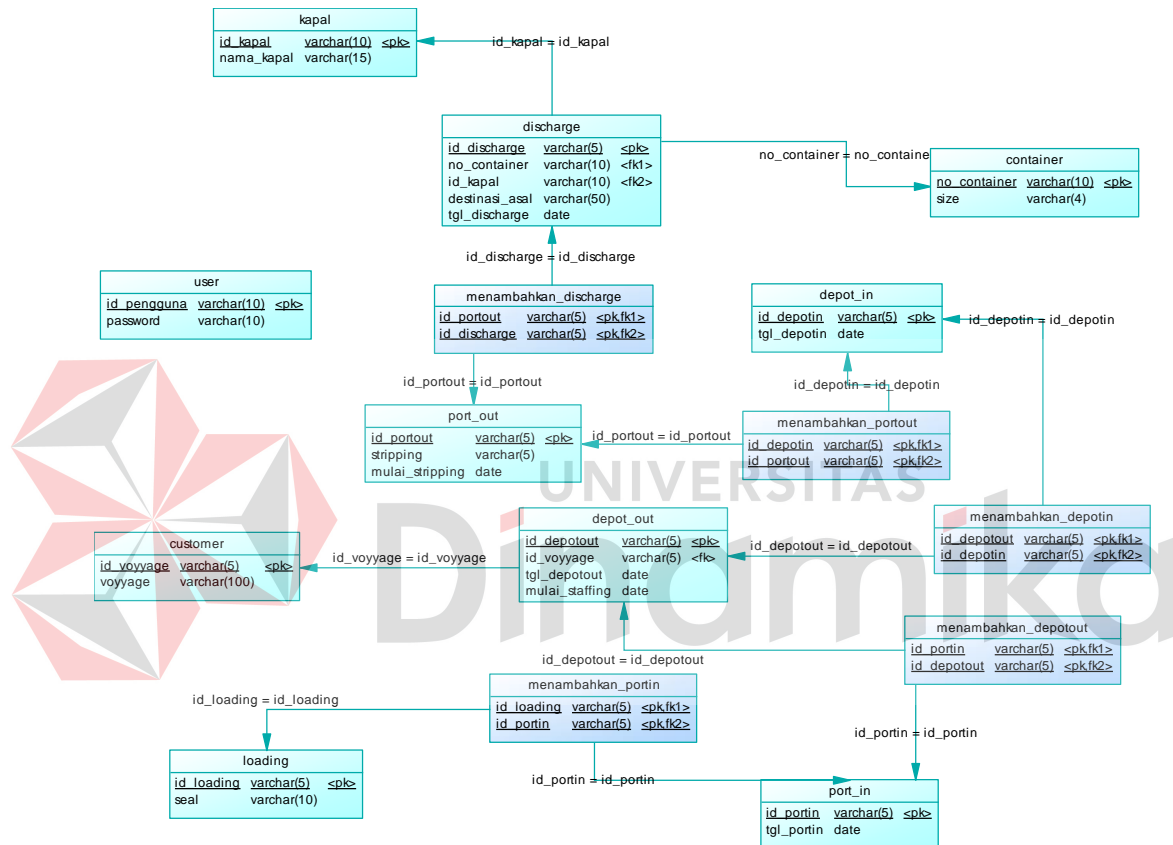 kapal
id_kapal varchar(10) <pk>
nama_kapal varchar(15)
id_kapal = id_kapal
discharge
id_discharge varchar(5) <pk>
no_container varchar(10) <fk1>
id_kapal varchar(10) <fk2>
destinasi_asal varchar(50)
tgl_discharge date
no_container = no_containe
container
no_container varchar(10) <pk>
size varchar(4)
id_discharge = id_discharge
user
id_pengguna varchar(10) <pk>
password varchar(10)
menambahkan_discharge
id_portout varchar(5) <pk,fk1>
id_discharge varchar(5) <pk,fk2>
depot_in
id_depotin varchar(5) <pk>
tgl_depotin date
id_depotin = id_depotin
id_portout = id_portout
id_depotin = id_depotin
port_out
id_portout varchar(5) <pk>
stripping varchar(5)
mulai_stripping date
id_portout = id_portout
menambahkan_portout
id_depotin varchar(5) <pk,fk1>
id_portout varchar(5) <pk,fk2>
UNIVERSITAS
Dinamika
customer
id_voyyage varchar(5) <pk>
voyyage varchar(100)
id_voyyage = id_voyyage
depot_out
id_depotout varchar(5) <pk>
id_voyyage varchar(5) <fk>
tgl_depotout date
mulai_staffing date
id_depotout = id_depotout
menambahkan_depotin
id_depotout varchar(5) <pk,fk1>
id_depotin varchar(5) <pk,fk2>
id_depotout = id_depotout
menambahkan_depotout
id_portin varchar(5) <pk,fk1>
id_depotout varchar(5) <pk,fk2>
id_loading = id_loading
menambahkan_portin
id_loading varchar(5) <pk,fk1>
id_portin varchar(5) <pk,fk2>
id_portin = id_portin
loading
id_loading varchar(5) <pk>
seal varchar(10)
id_portin = id_portin
port_in
id_portin varchar(5) <pk>
tgl_portin date